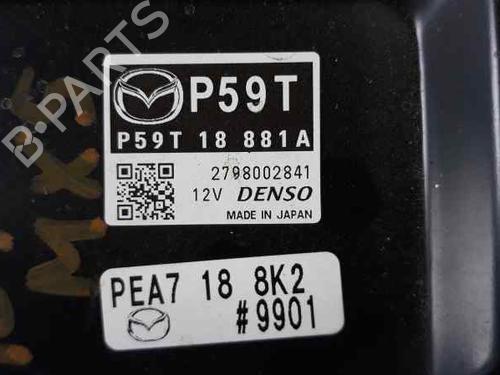 B-PARTS
P59T
P59T 18 881A
2798002841
12V DENSO
MADE IN JAPAN
PEA7 18 8K2
#9901